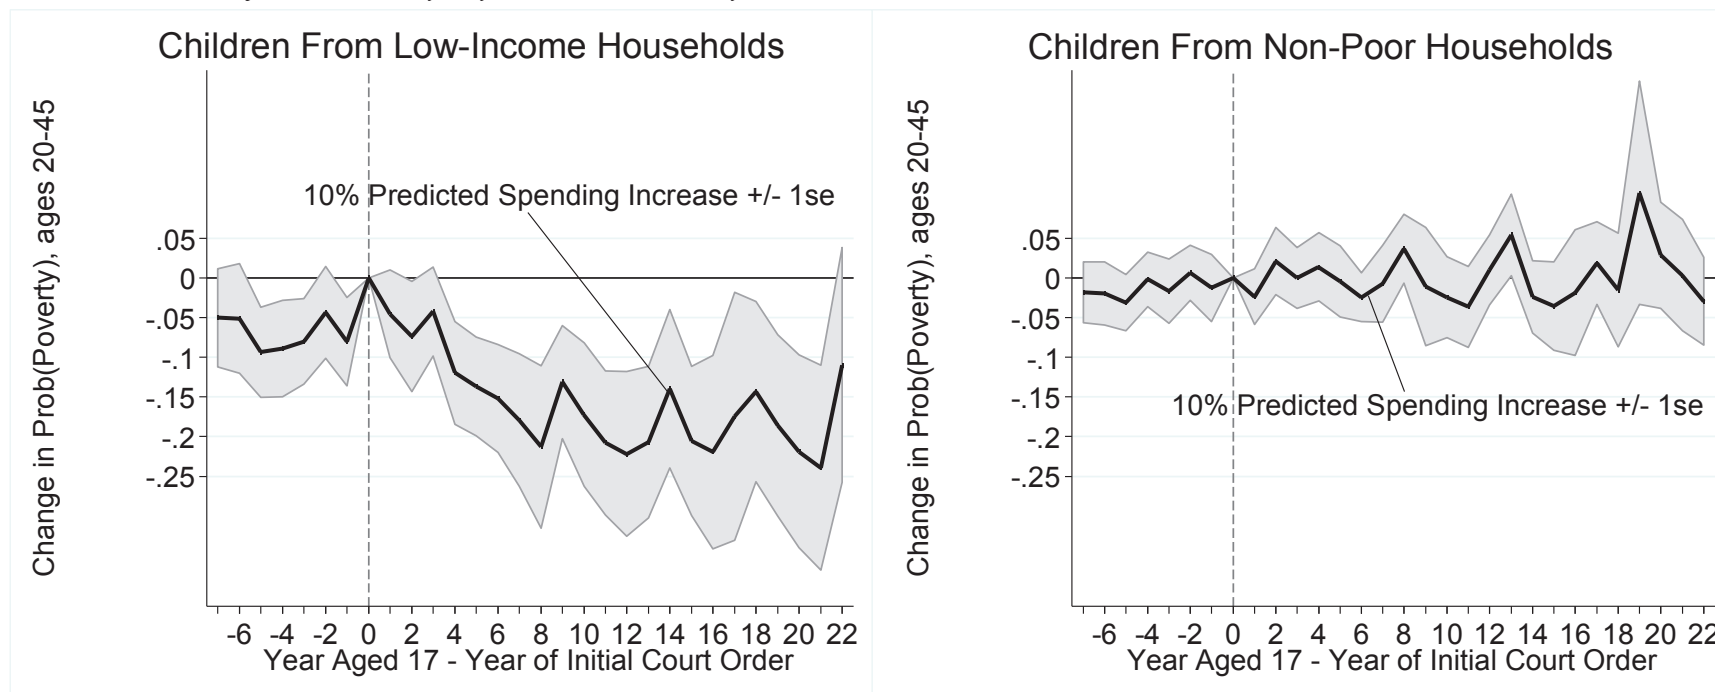 Children From Low-Income Households
Change in Prob(Poverty), ages 20-45
10% Predicted Spending Increase +/- 1se
.05
0
-.05
-.1
-.15
-.2
-.25
-6 -4 -2 0 2 4 6 8 10 12 14 16 18 20 22
Year Aged 17 - Year of Initial Court Order
Children From Non-Poor Households
Change in Prob(Poverty), ages 20-45
.05
0
-.05
-.1
-.15
-.2
-.25
10% Predicted Spending Increase +/- 1se
-6 -4 -2 0 2 4 6 8 10 12 14 16 18 20 22
Year Aged 17 - Year of Initial Court Order